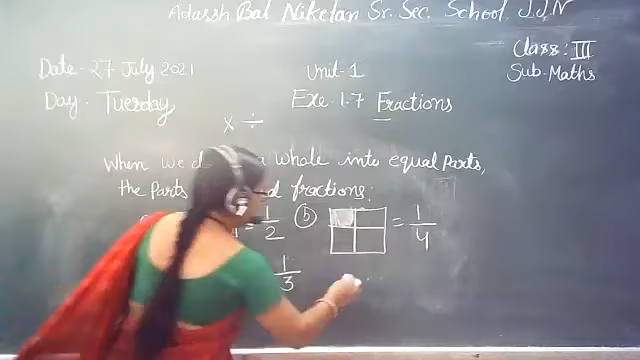 Adarsh Bal Niketan Sr. Sec. School, JJN
Class: III
Date - 27 July 2021 Unit-1 Sub-Maths
Day - Tuesday Exe-1.7 Fractions
× ÷
When we d a whole into equal parts,
the parts d fractions.
= 1/2 (b) = 1/4
1/3